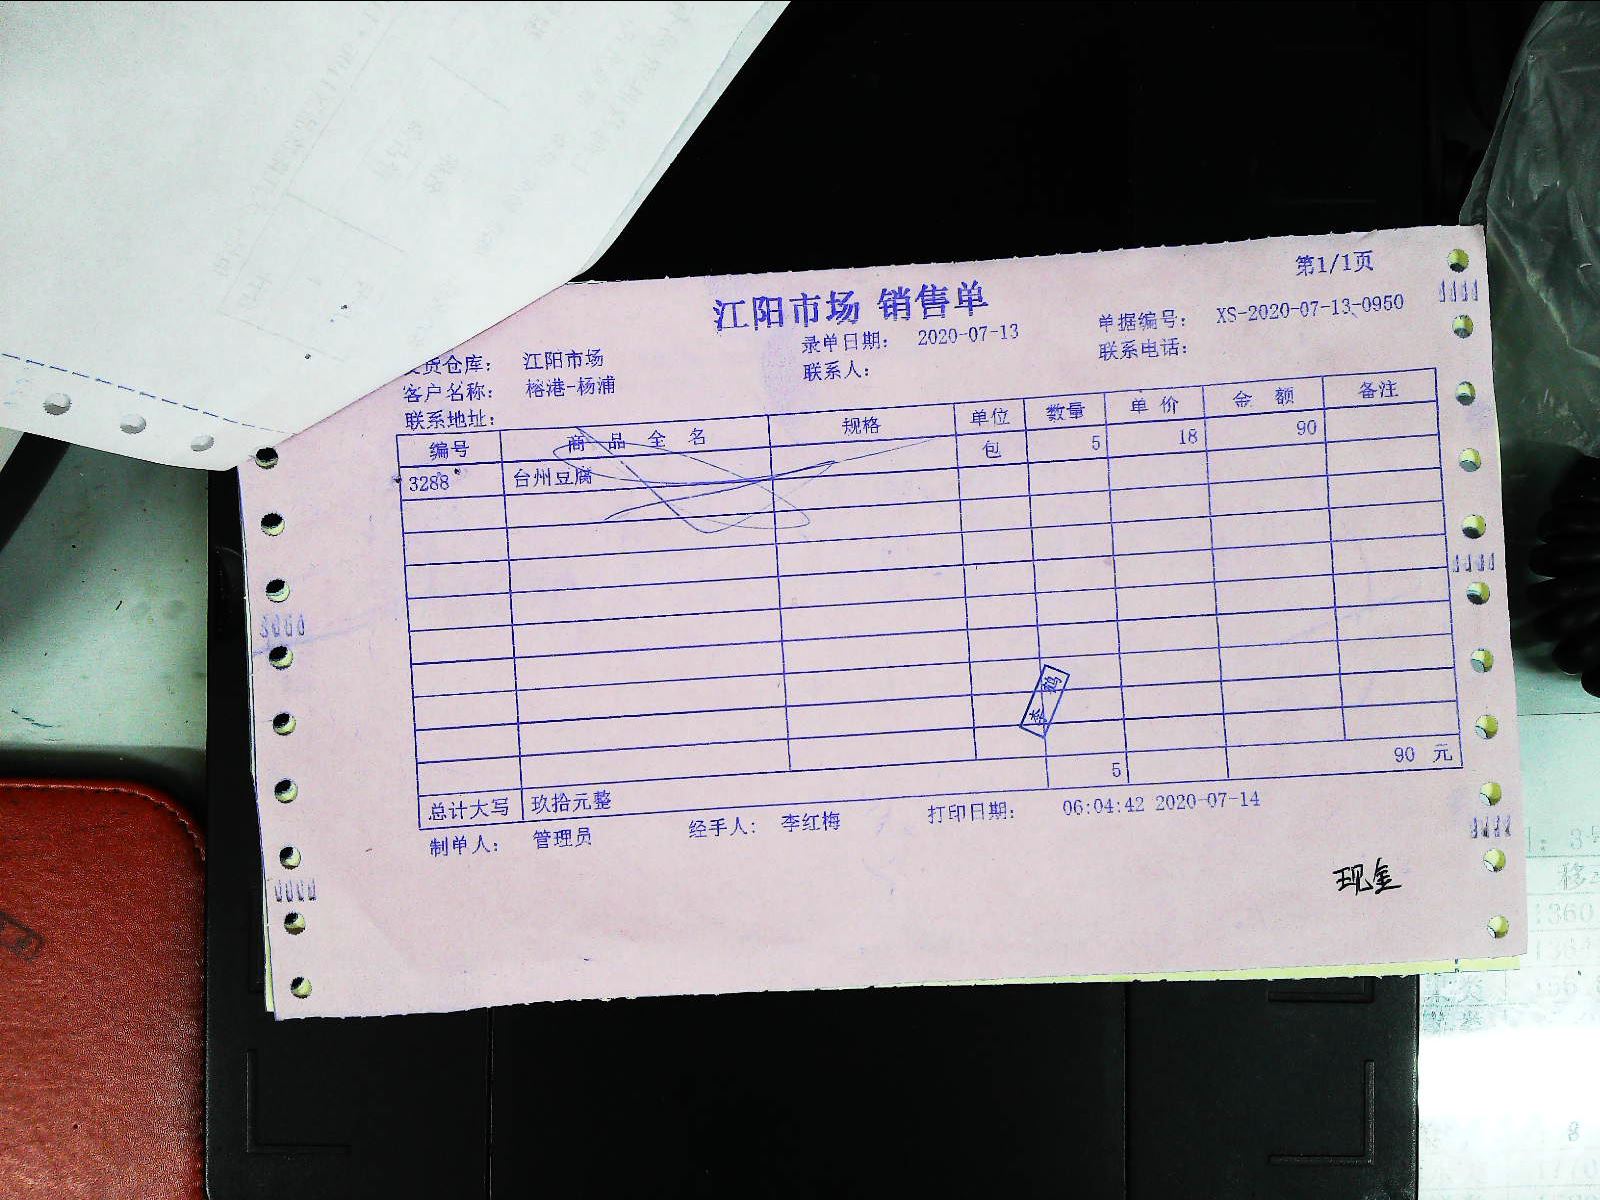 第1/1页
江阳市场 销售单
货仓库： 江阳市场 录单日期： 2020-07-13 单据编号： XS-2020-07-13-0950
客户名称： 榕港-杨浦 联系人： 联系电话：
联系地址：
编号 商 品 全 名 规格 单位 数量 单 价 金 额 备注
3288 台州豆腐 包 5 18 90
5 90 元
总计大写 玖拾元整
制单人： 管理员 经手人： 李红梅 打印日期： 06:04:42 2020-07-14
现金